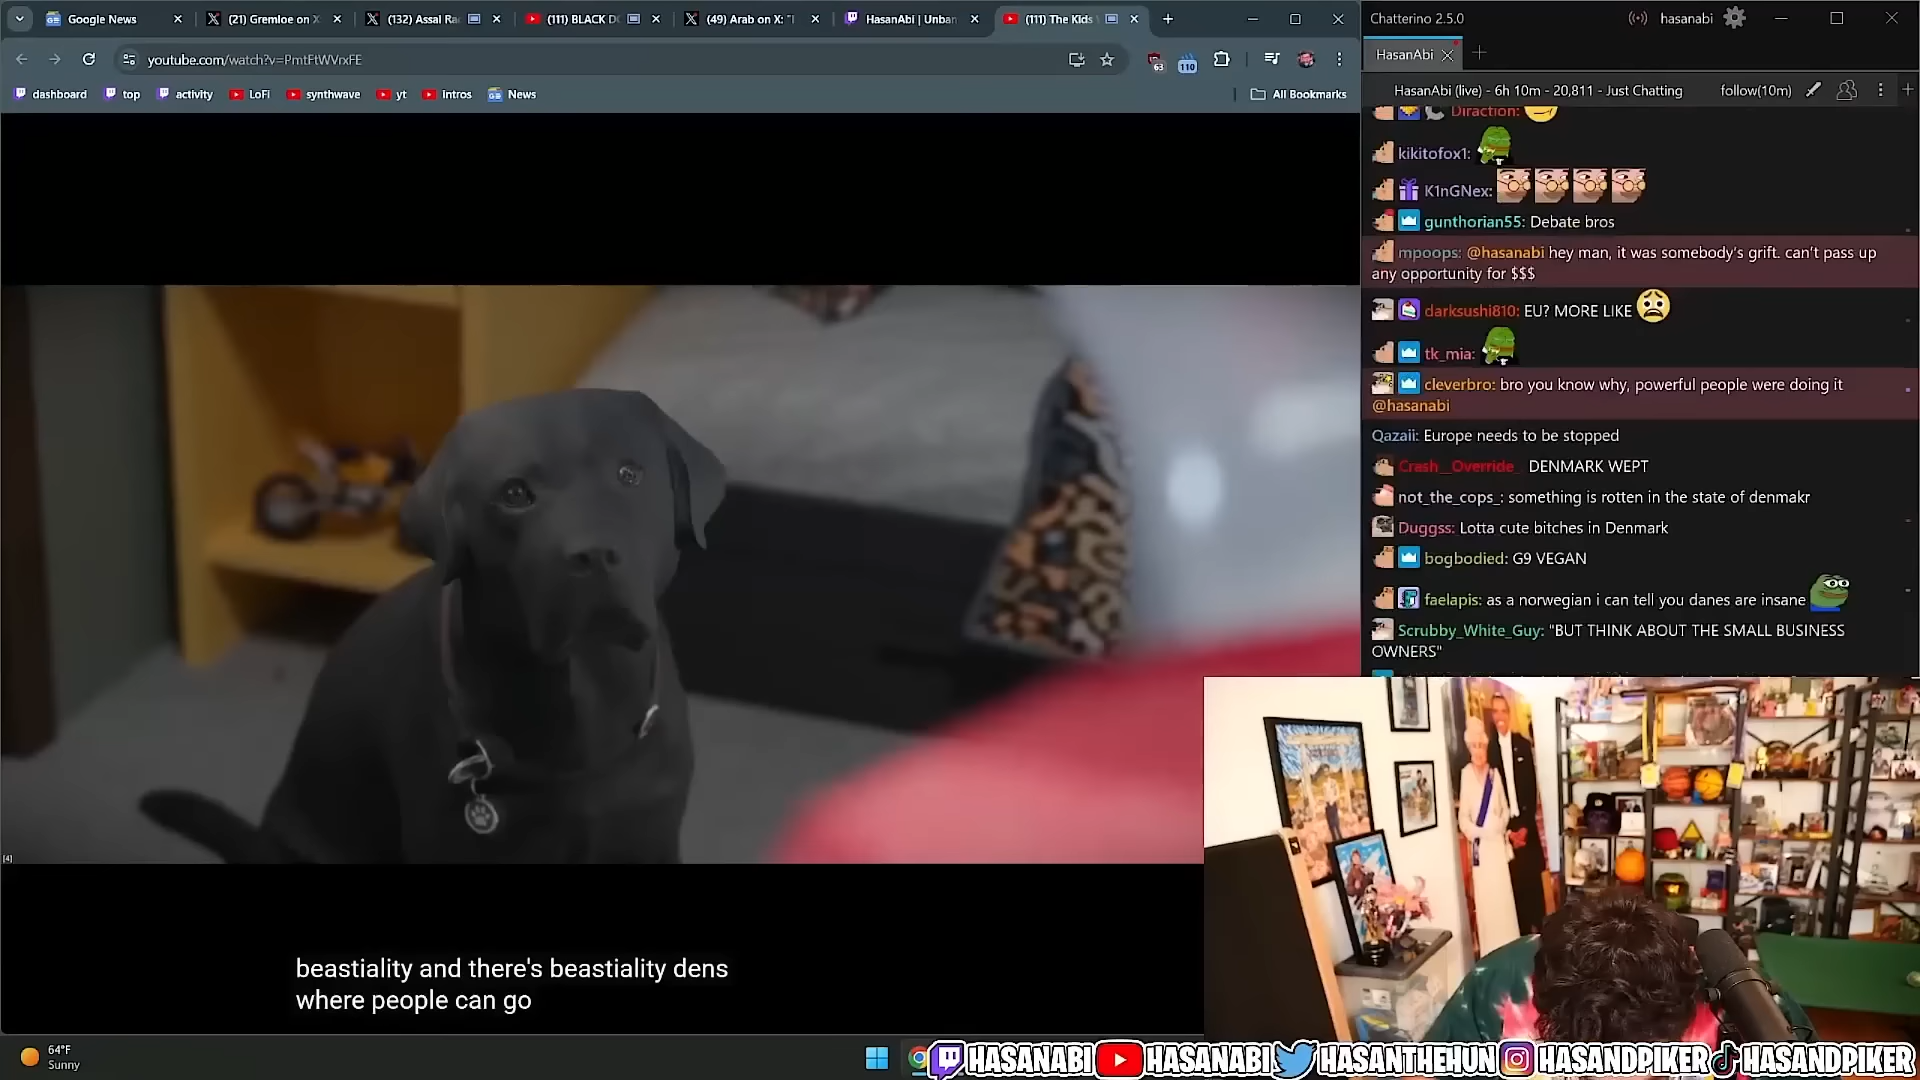 Google News
(21) Gremloe on X
(132) Assal Ra
(111) BLACK D
(49) Arab on X: "
HasanAbi | Unban
(111) The Kids
youtube.com/watch?v=PmtFtWVrxFE
63
110
dashboard
top
activity
LoFi
synthwave
yt
Intros
News
All Bookmarks
[4]
beastiality and there's beastiality dens
where people can go
Chatterino 2.5.0
hasanabi
HasanAbi
HasanAbi (live) - 6h 10m - 20,811 - Just Chatting
follow(10m)
Diraction:
kikitofox1:
K1nGNex:
gunthorian55: Debate bros
mpoops: @hasanabi hey man, it was somebody's grift. can't pass up
any opportunity for $$$
darksushi810: EU? MORE LIKE
tk_mia:
cleverbro: bro you know why, powerful people were doing it
@hasanabi
Qazaii: Europe needs to be stopped
Crash__Override_ DENMARK WEPT
not_the_cops_: something is rotten in the state of denmakr
Duggss: Lotta cute bitches in Denmark
bogbodied: G9 VEGAN
faelapis: as a norwegian i can tell you danes are insane
Scrubby_White_Guy: "BUT THINK ABOUT THE SMALL BUSINESS
OWNERS"
64°F
Sunny
HASANABI
HASANABI
HASANTHEHUN
HASANDPIKER
HASANDPIKER